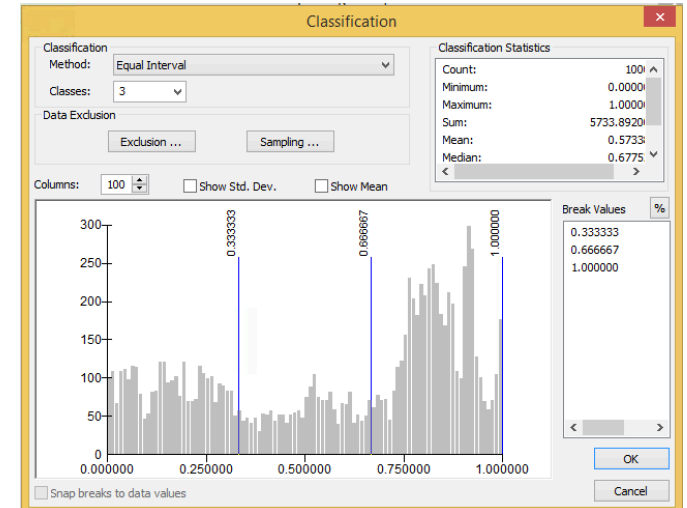 Classification
Classification
Method: Equal Interval
Classes: 3
Data Exclusion
Exclusion ...
Sampling ...
Classification Statistics
Count: 100
Minimum: 0.0000
Maximum: 1.0000
Sum: 5733.8920
Mean: 0.5733
Median: 0.6775
Columns: 100
Show Std. Dev.
Show Mean
Break Values
%
0.333333
0.666667
1.000000
300
250
200
150
100
50
0
0.333333
0.666667
1.000000
0.000000 0.250000 0.500000 0.750000 1.000000
Snap breaks to data values
OK
Cancel